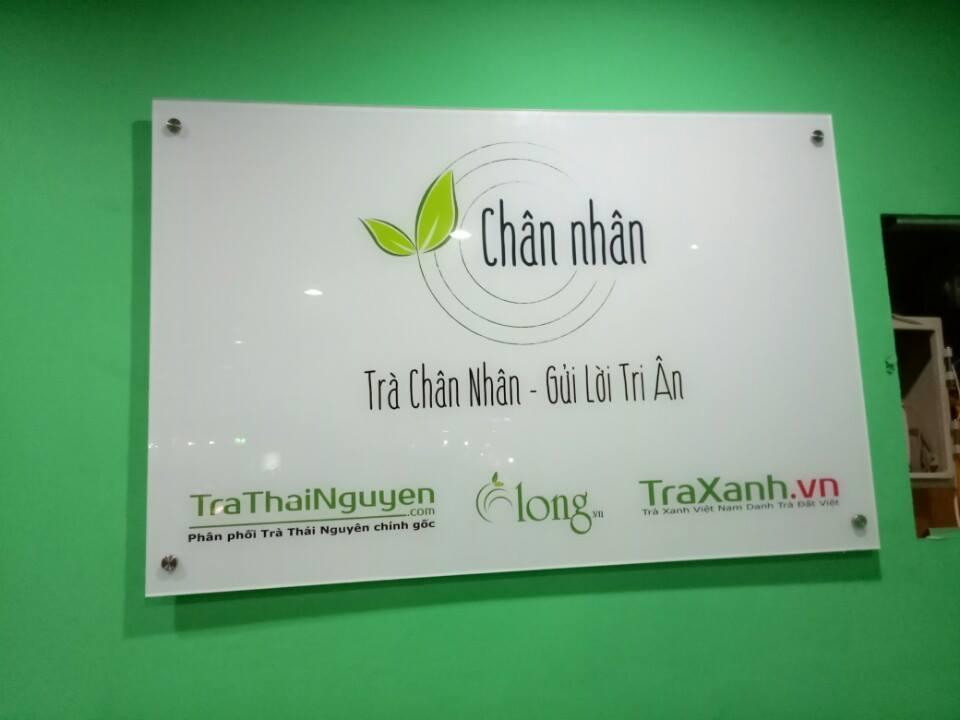 Chân nhân
Trà Chân Nhân - Gửi Lời Tri Ân
TraThaiNguyen
.com
Phân phối Trà Thái Nguyên chính gốc
Olong.vn
TraXanh.vn
Trà Xanh Việt Nam Danh Trà Đất Việt